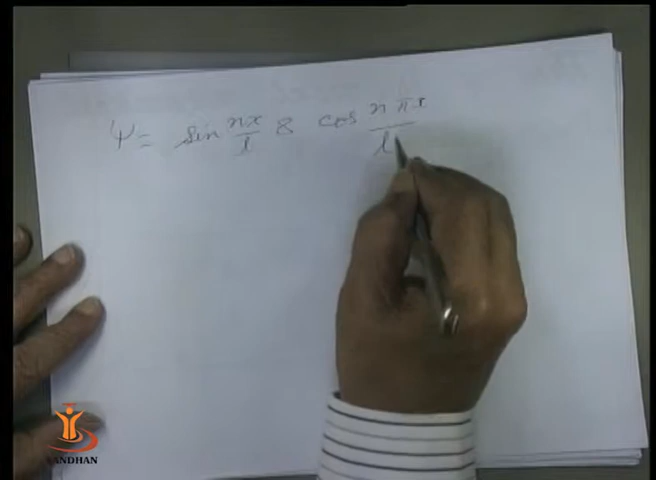 ψ = sin nx/l & cos nπx/l
SANDHAN